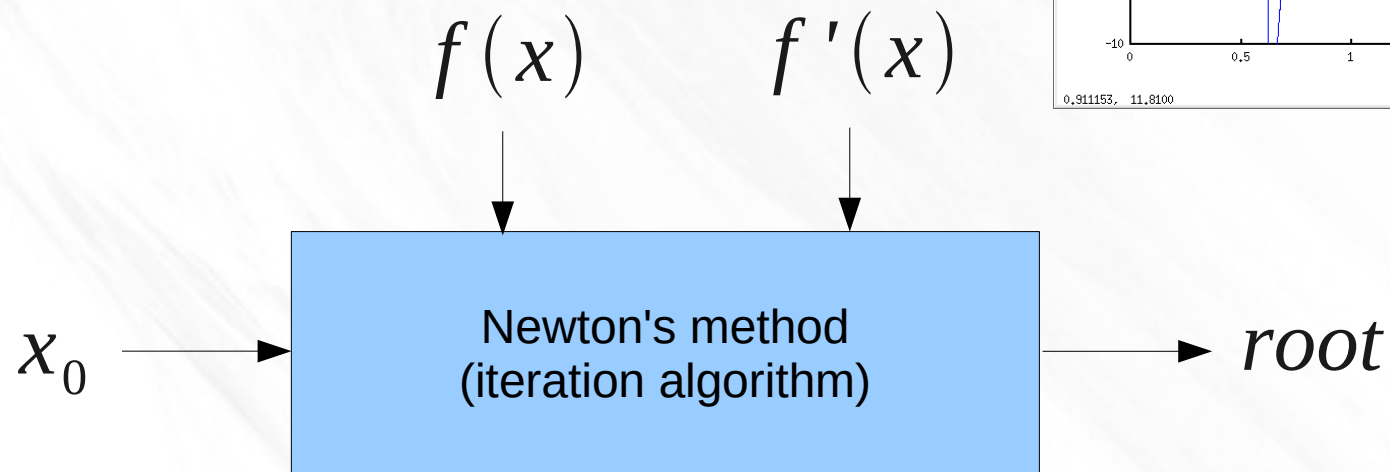 f (x)
f '(x)
-10
0
0.5
1
0.911153, 11.8100
Newton's method
(iteration algorithm)
x0
root